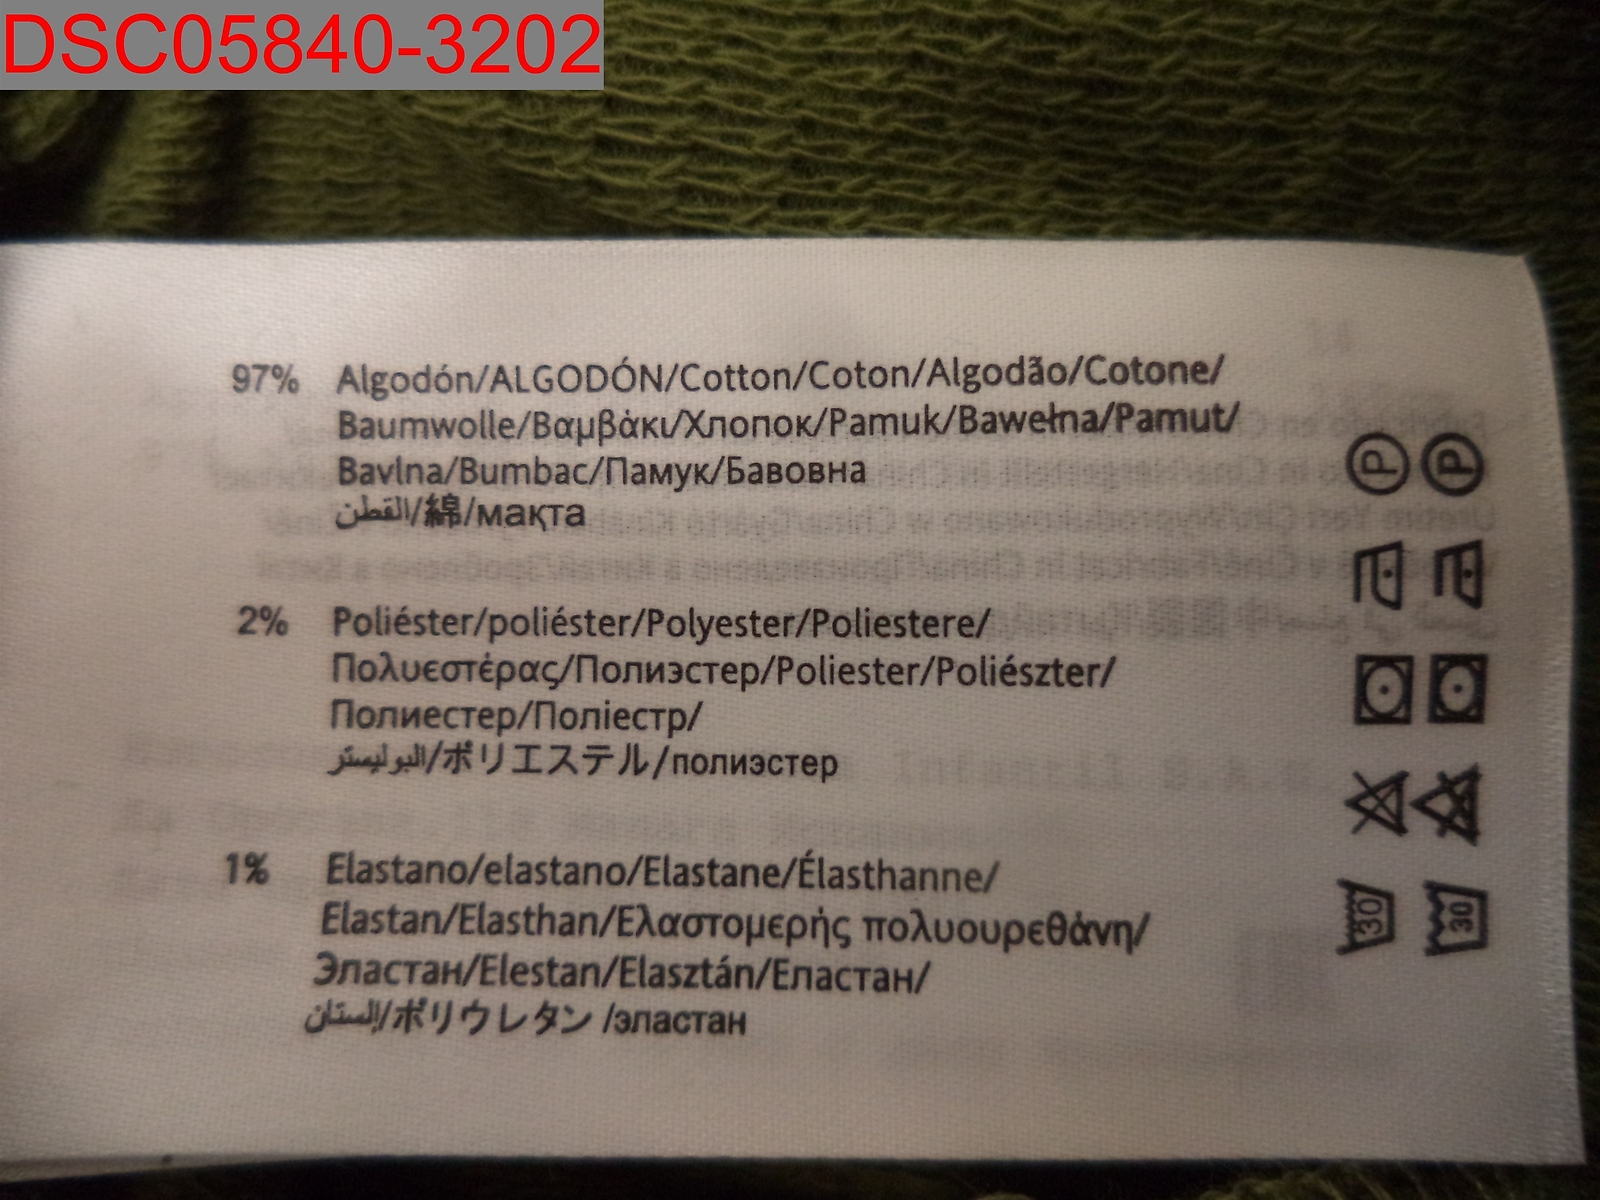 DSC05840-3202
97% Algodón/ALGODÓN/Cotton/Coton/Algodão/Cotone/
Baumwolle/Βαμβάκι/Хлопок/Pamuk/Bawełna/Pamut/
Bavlna/Bumbac/Памук/Бавовна
القطن/綿/мақта
2% Poliéster/poliéster/Polyester/Poliestere/
Πολυεστέρας/Полиэстер/Poliester/Poliészter/
Полиестер/Поліестр/
البوليستر/ポリエステル/полиэстер
1% Elastano/elastano/Elastane/Élasthanne/
Elastan/Elasthan/Ελαστομερής πολυουρεθάνη/
Эластан/Elestan/Elasztán/Еластан/
إلستان/ポリウレタン /эластан
P P
30 30